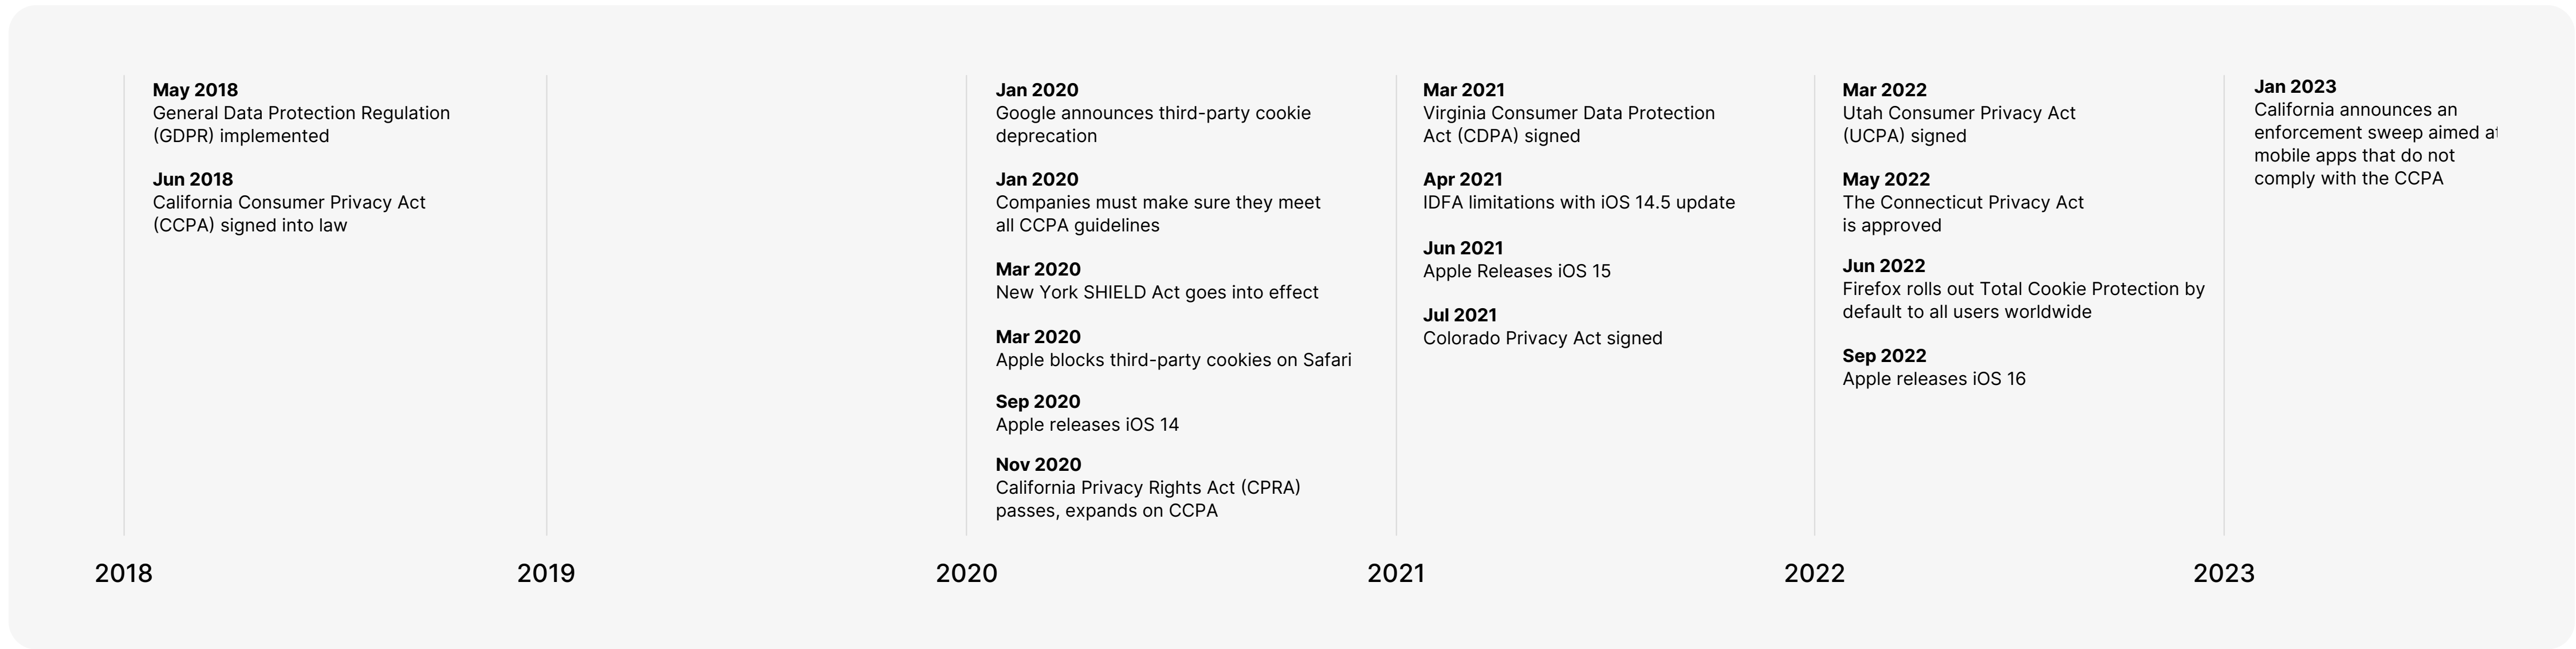 May 2018
General Data Protection Regulation
(GDPR) implemented
Jun 2018
California Consumer Privacy Act
(CCPA) signed into law
Jan 2020
Google announces third-party cookie
deprecation
Jan 2020
Companies must make sure they meet
all CCPA guidelines
Mar 2020
New York SHIELD Act goes into effect
Mar 2020
Apple blocks third-party cookies on Safari
Sep 2020
Apple releases iOS 14
Nov 2020
California Privacy Rights Act (CPRA)
passes, expands on CCPA
Mar 2021
Virginia Consumer Data Protection
Act (CDPA) signed
Apr 2021
IDFA limitations with iOS 14.5 update
Jun 2021
Apple Releases iOS 15
Jul 2021
Colorado Privacy Act signed
Mar 2022
Utah Consumer Privacy Act
(UCPA) signed
May 2022
The Connecticut Privacy Act
is approved
Jun 2022
Firefox rolls out Total Cookie Protection by
default to all users worldwide
Sep 2022
Apple releases iOS 16
Jan 2023
California announces an
enforcement sweep aimed at
mobile apps that do not
comply with the CCPA
2018
2019
2020
2021
2022
2023